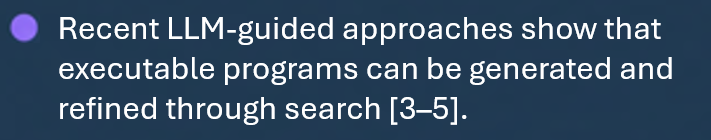 Recent LLM-guided approaches show that
executable programs can be generated and
refined through search [3–5].